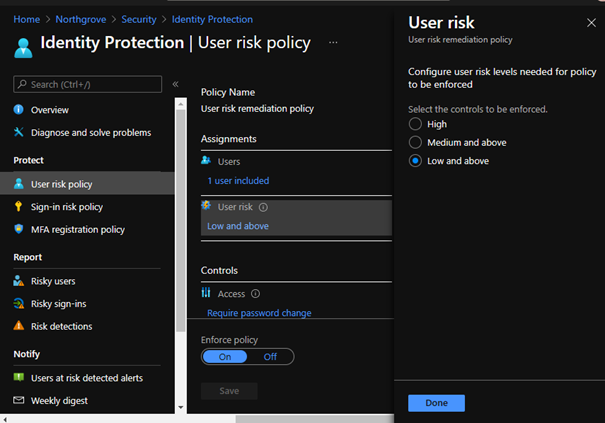 Home > Northgrove > Security > Identity Protection
Identity Protection | User risk policy ...
Search (Ctrl+/) «
Overview
Diagnose and solve problems
Protect
User risk policy
Sign-in risk policy
MFA registration policy
Report
Risky users
Risky sign-ins
Risk detections
Notify
Users at risk detected alerts
Weekly digest
Policy Name
User risk remediation policy
Assignments
Users
1 user included
User risk
Low and above
Controls
Access
Require password change
Enforce policy
On Off
Save
User risk
User risk remediation policy
Configure user risk levels needed for policy
to be enforced
Select the controls to be enforced.
High
Medium and above
Low and above
Done